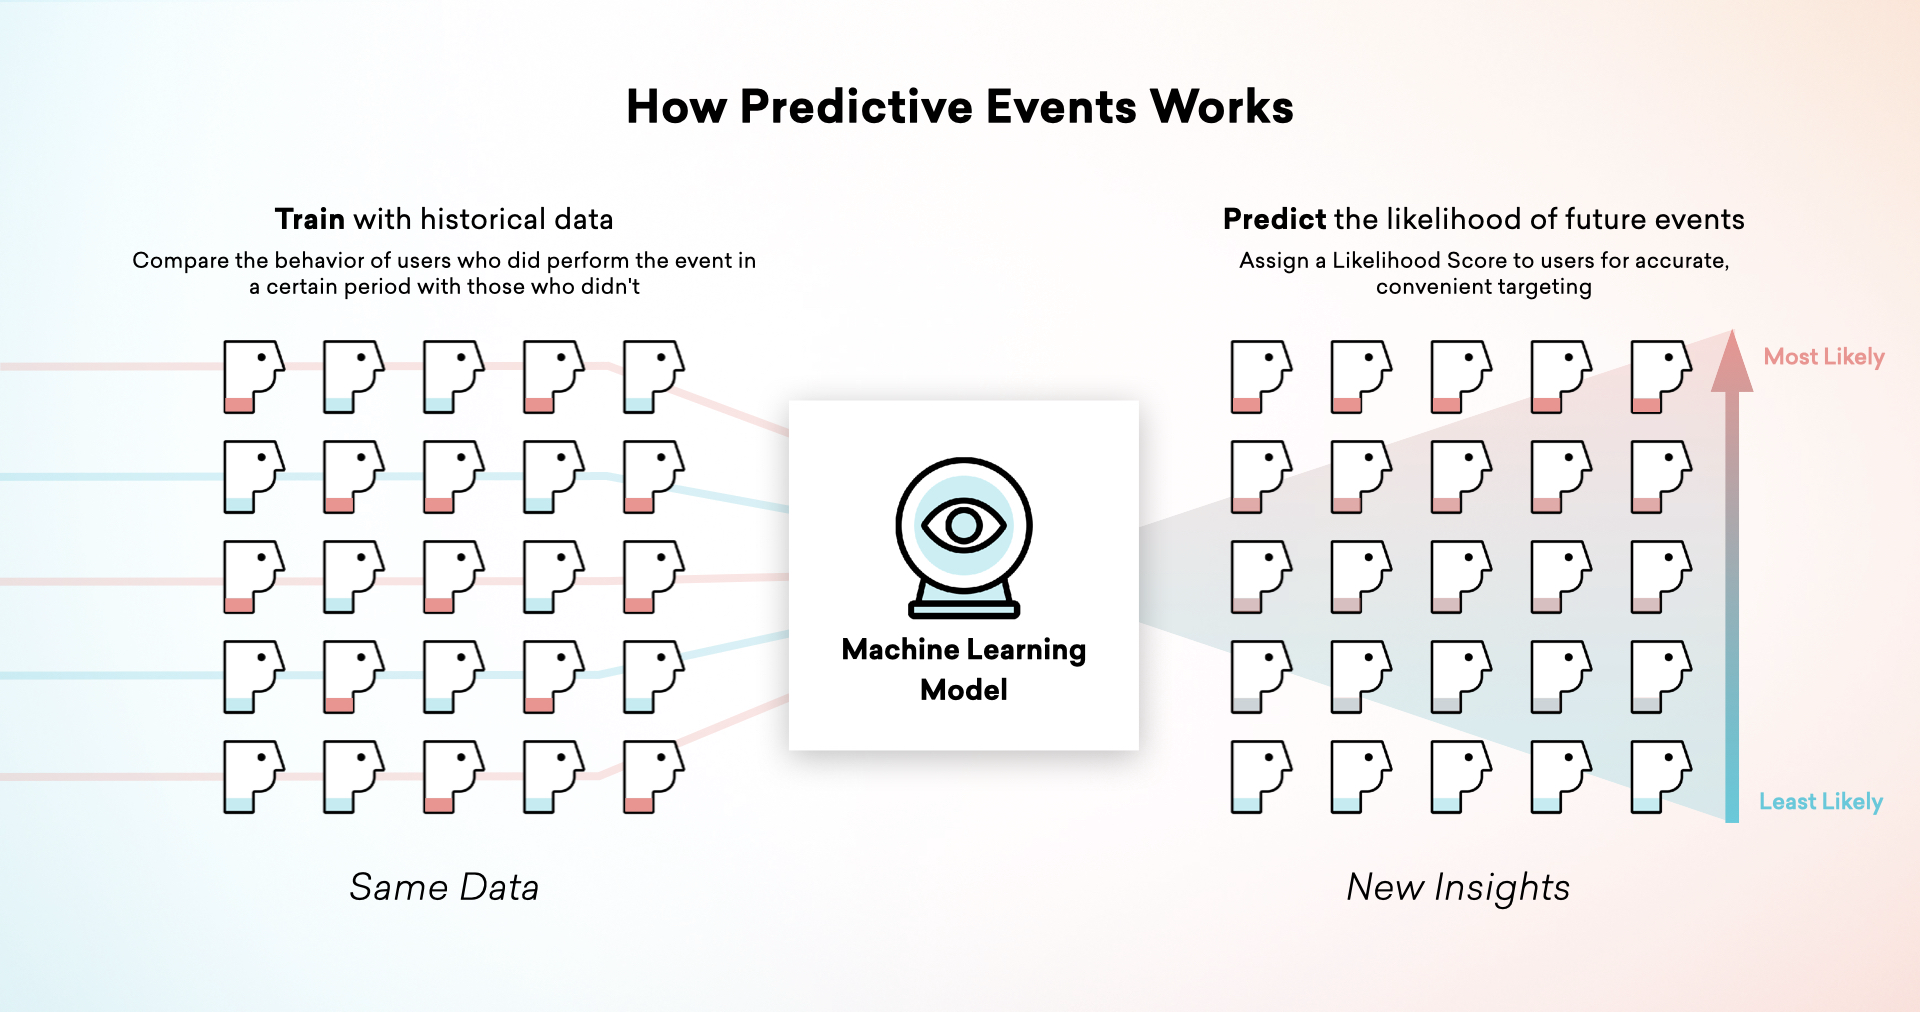 How Predictive Events Works
Train with historical data
Compare the behavior of users who did perform the event in
a certain period with those who didn't
Same Data
Machine Learning
Model
Predict the likelihood of future events
Assign a Likelihood Score to users for accurate,
convenient targeting
Most Likely
Least Likely
New Insights